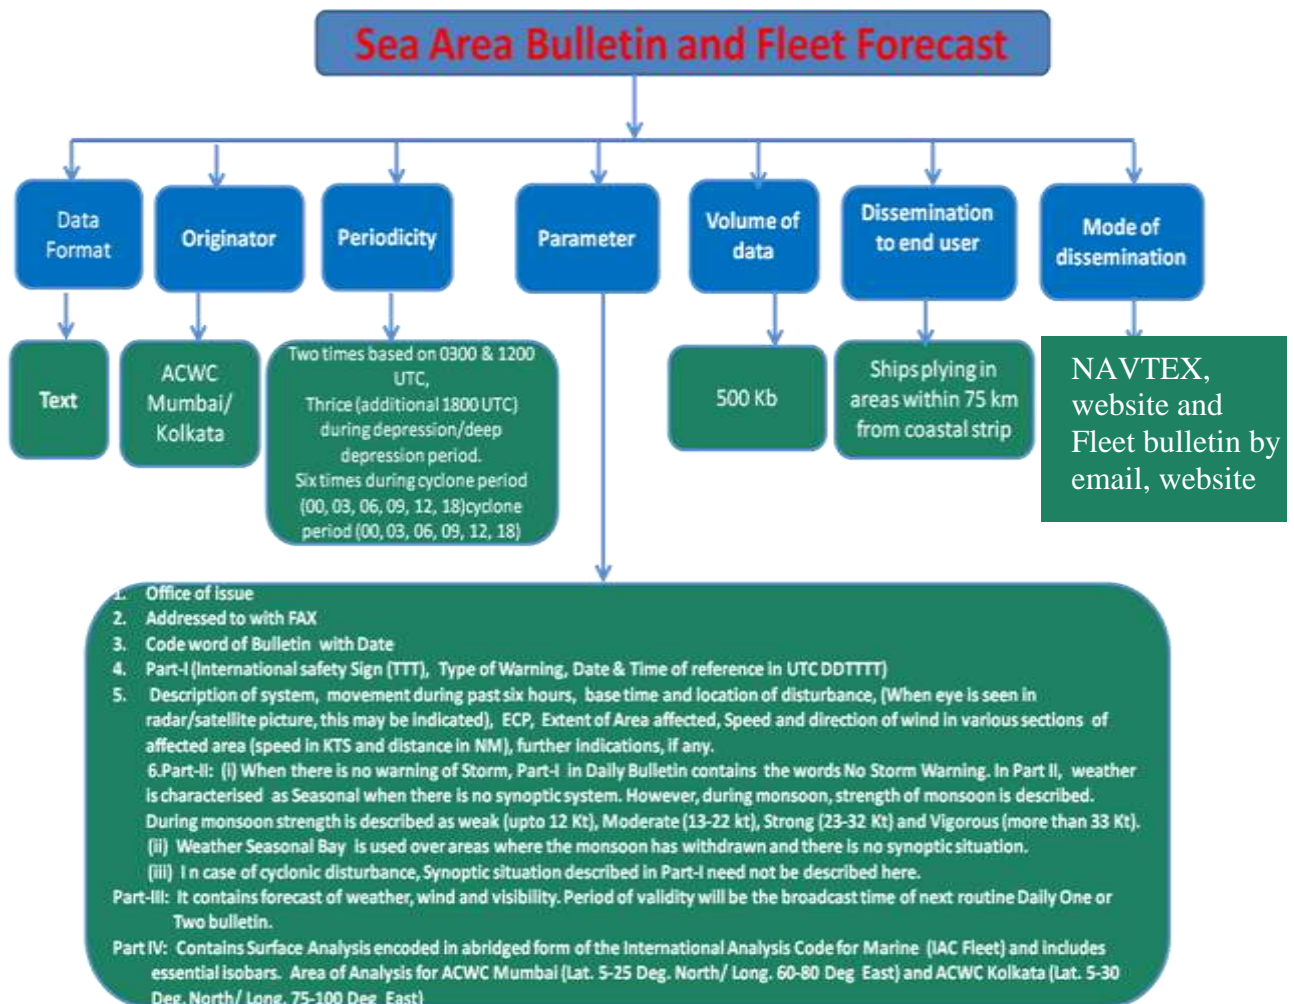 Sea Area Bulletin and Fleet Forecast
Data
Format
Originator
Periodicity
Parameter
Volume of
data
Dissemination
to end user
Mode of
dissemination
Text
ACWC
Mumbai/
Kolkata
Two times based on 0300 & 1200
UTC,
Thrice (additional 1800 UTC)
during depression/deep
depression period.
Six times during cyclone period
(00, 03, 06, 09, 12, 18)cyclone
period (00, 03, 06, 09, 12, 18)
500 Kb
Ships plying in
areas within 75 km
from coastal strip
NAVTEX,
website and
Fleet bulletin by
email, website
1. Office of issue
2. Addressed to with FAX
3. Code word of Bulletin with Date
4. Part-I (International safety Sign (TTT), Type of Warning, Date & Time of reference in UTC DDTTTT)
5. Description of system, movement during past six hours, base time and location of disturbance, (When eye is seen in
radar/satellite picture, this may be indicated), ECP, Extent of Area affected, Speed and direction of wind in various sections of
affected area (speed in KTS and distance in NM), further indications, if any.
6.Part-II: (i) When there is no warning of Storm, Part-I in Daily Bulletin contains the words No Storm Warning. In Part II, weather
is characterised as Seasonal when there is no synoptic system. However, during monsoon, strength of monsoon is described.
During monsoon strength is described as weak (upto 12 Kt), Moderate (13-22 kt), Strong (23-32 Kt) and Vigorous (more than 33 Kt).
(ii) Weather Seasonal Bay is used over areas where the monsoon has withdrawn and there is no synoptic situation.
(iii) I n case of cyclonic disturbance, Synoptic situation described in Part-I need not be described here.
Part-III: It contains forecast of weather, wind and visibility. Period of validity will be the broadcast time of next routine Daily One or
Two bulletin.
Part IV: Contains Surface Analysis encoded in abridged form of the International Analysis Code for Marine (IAC Fleet) and includes
essential isobars. Area of Analysis for ACWC Mumbai (Lat. 5-25 Deg. North/ Long. 60-80 Deg East) and ACWC Kolkata (Lat. 5-30
Deg. North/ Long. 75-100 Deg East)